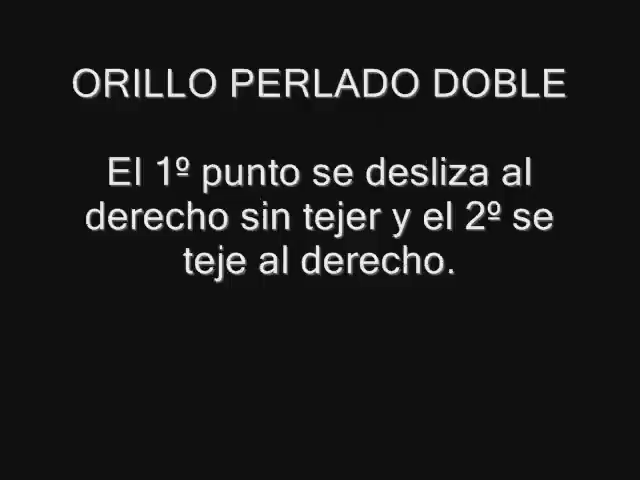 ORILLO PERLADO DOBLE
El 1º punto se desliza al
derecho sin tejer y el 2º se
teje al derecho.